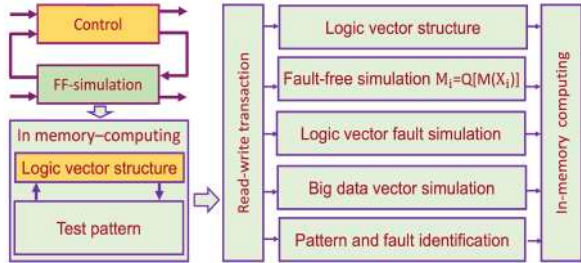 Control
FF-simulation
In memory–computing
Logic vector structure
Test pattern
Read-write transaction
Logic vector structure
Fault-free simulation Mᵢ=Q[M(Xᵢ)]
Logic vector fault simulation
Big data vector simulation
Pattern and fault identification
In-memory computing